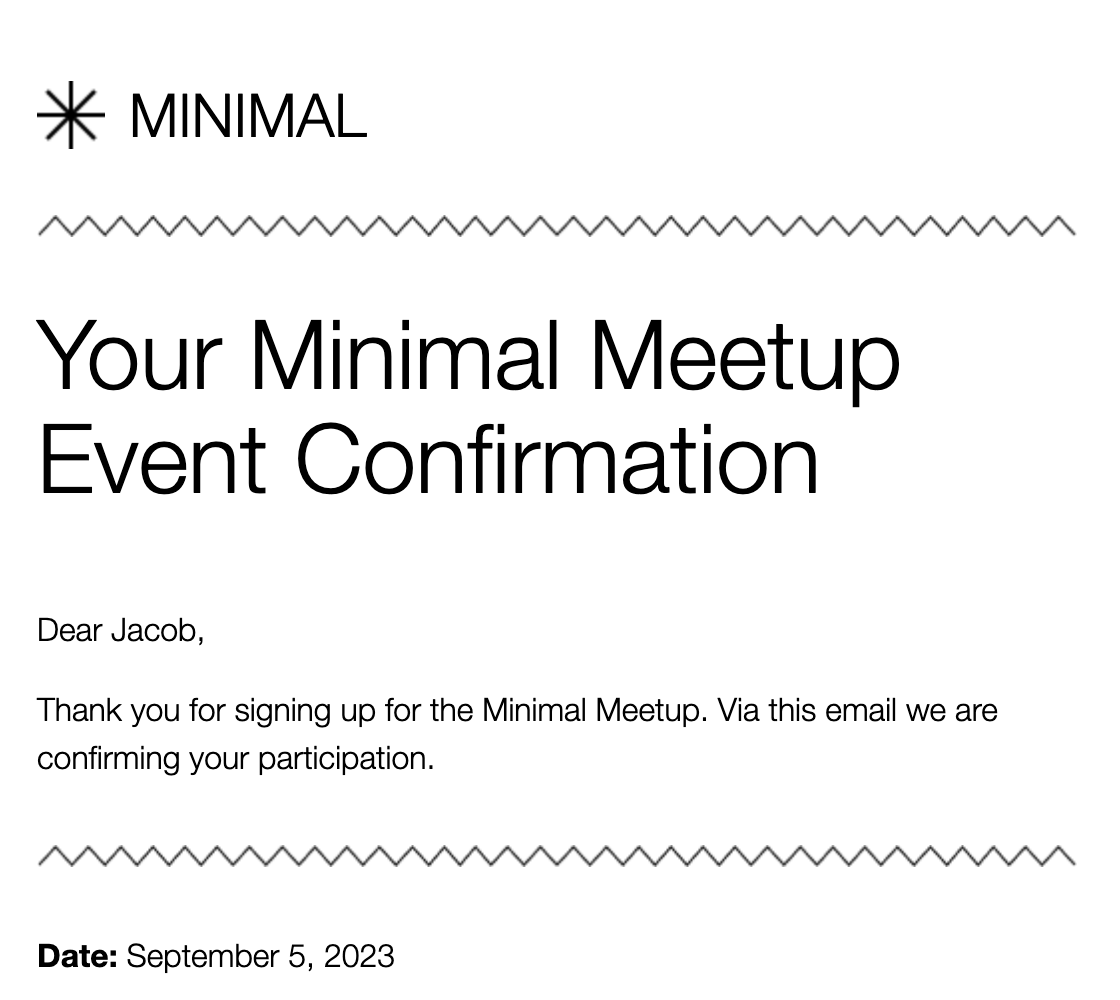 MINIMAL
Your Minimal Meetup
Event Confirmation
Dear Jacob,
Thank you for signing up for the Minimal Meetup. Via this email we are
confirming your participation.
Date: September 5, 2023